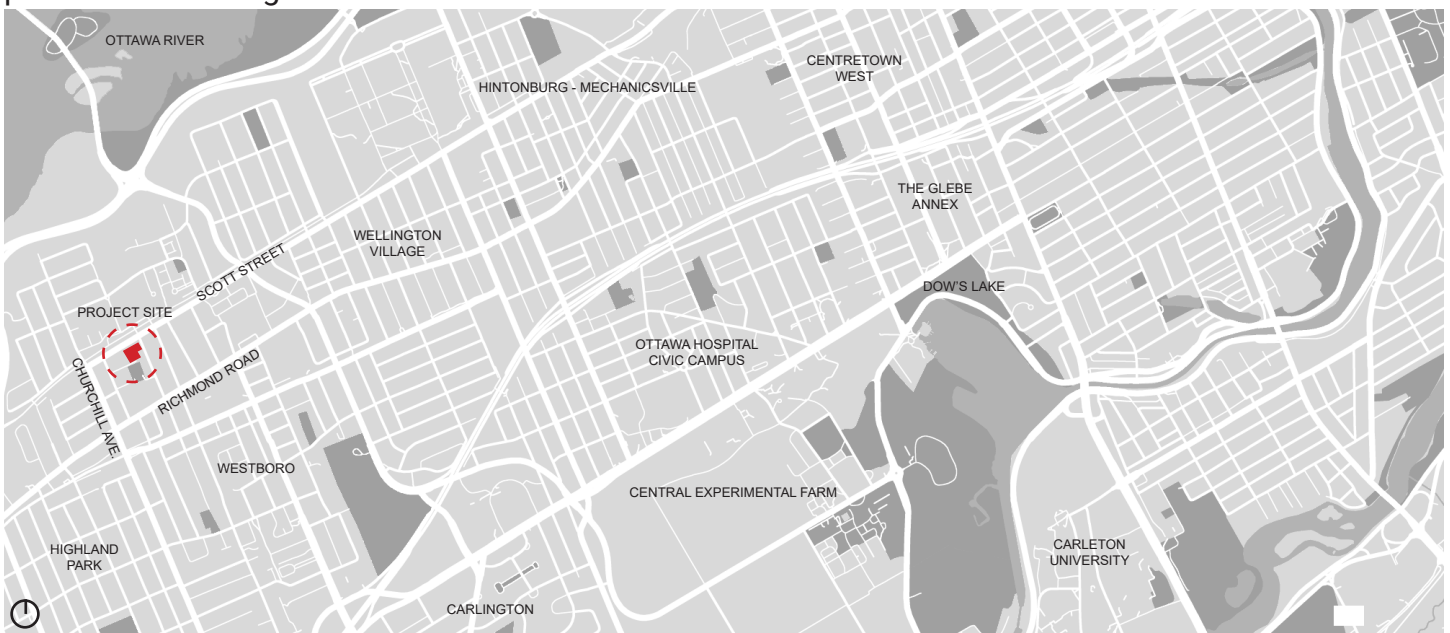 OTTAWA RIVER
CENTRETOWN
WEST
HINTONBURG - MECHANICSVILLE
THE GLEBE
ANNEX
WELLINGTON
VILLAGE
SCOTT STREET
DOW'S LAKE
PROJECT SITE
OTTAWA HOSPITAL
CIVIC CAMPUS
RICHMOND ROAD
CHURCHILL AVE.
WESTBORO
CENTRAL EXPERIMENTAL FARM
HIGHLAND
PARK
CARLETON
UNIVERSITY
CARLINGTON